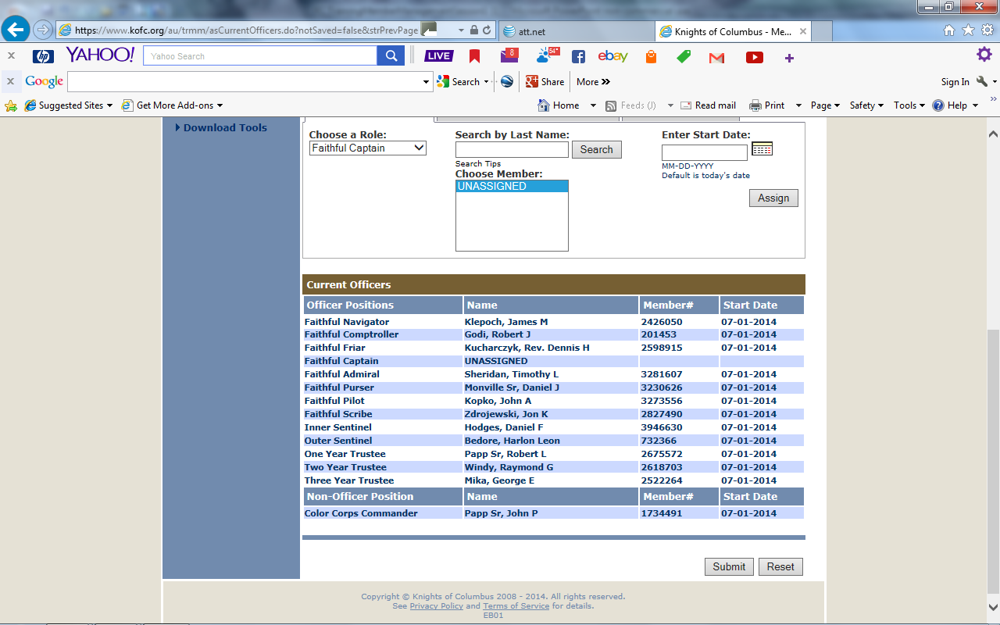 https://www.kofc.org/au/trmm/asCurrentOfficers.do?notSaved=false&strPrevPage
att.net
Knights of Columbus - Me...
x hp YAHOO! Yahoo Search LIVE 8 54° ebay
x Google Search Share More Sign In
Suggested Sites Get More Add-ons Home Feeds (J) Read mail Print Page Safety Tools Help
Download Tools
Choose a Role: Search by Last Name: Enter Start Date:
Faithful Captain Search
Search Tips MM-DD-YYYY
Choose Member: Default is today's date
UNASSIGNED
Assign
Current Officers
Officer Positions Name Member# Start Date
Faithful Navigator Klepoch, James M 2426050 07-01-2014
Faithful Comptroller Godi, Robert J 201453 07-01-2014
Faithful Friar Kucharczyk, Rev. Dennis H 2598915 07-01-2014
Faithful Captain UNASSIGNED
Faithful Admiral Sheridan, Timothy L 3281607 07-01-2014
Faithful Purser Monville Sr, Daniel J 3230626 07-01-2014
Faithful Pilot Kopko, John A 3273556 07-01-2014
Faithful Scribe Zdrojewski, Jon K 2827490 07-01-2014
Inner Sentinel Hodges, Daniel F 3946630 07-01-2014
Outer Sentinel Bedore, Harlon Leon 732366 07-01-2014
One Year Trustee Papp Sr, Robert L 2675572 07-01-2014
Two Year Trustee Windy, Raymond G 2618703 07-01-2014
Three Year Trustee Mika, George E 2522264 07-01-2014
Non-Officer Position Name Member# Start Date
Color Corps Commander Papp Sr, John P 1734491 07-01-2014
Submit Reset
Copyright © Knights of Columbus 2008 - 2014. All rights reserved.
See Privacy Policy and Terms of Service for details.
EB01